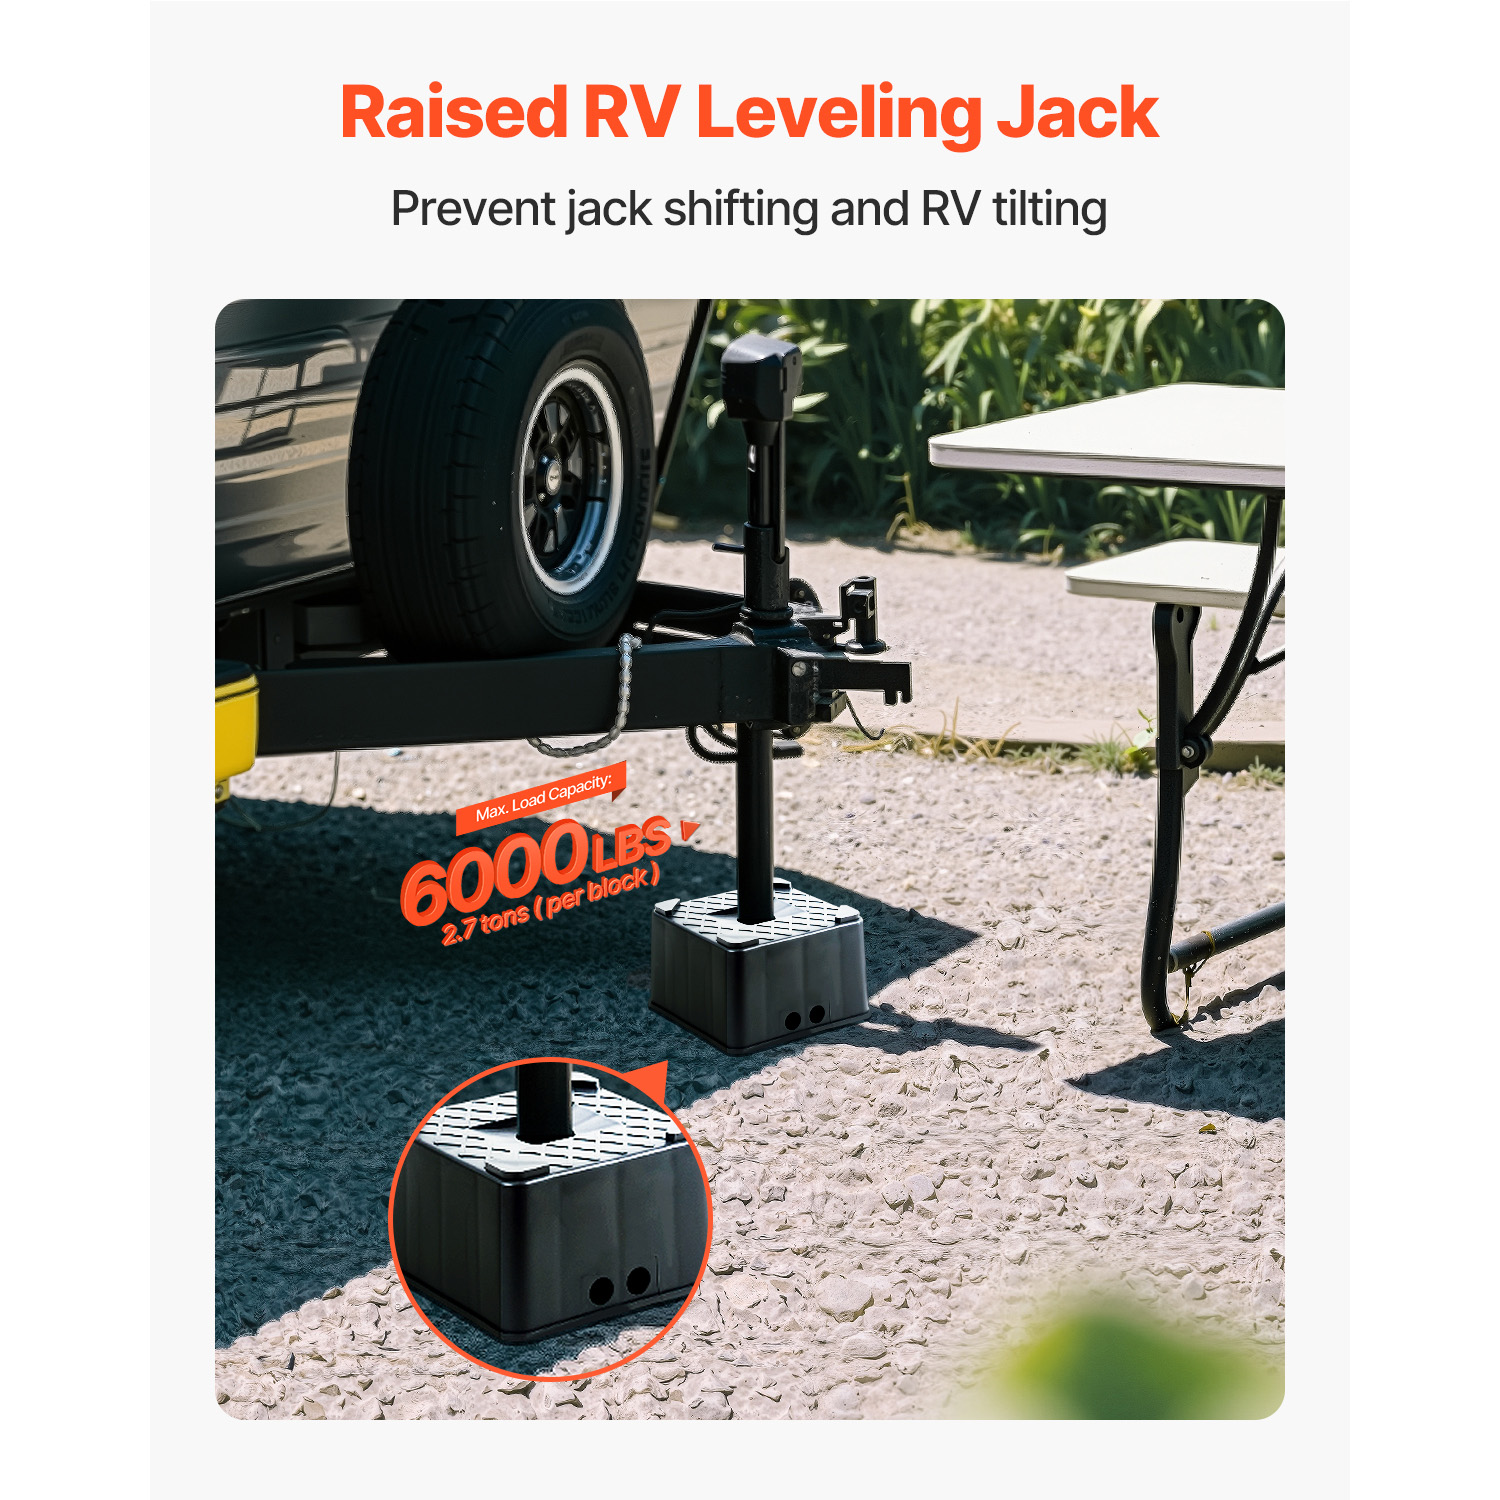 Raised RV Leveling Jack
Prevent jack shifting and RV tilting
Max. Load Capacity:
6000LBS
2.7 tons ( per block )